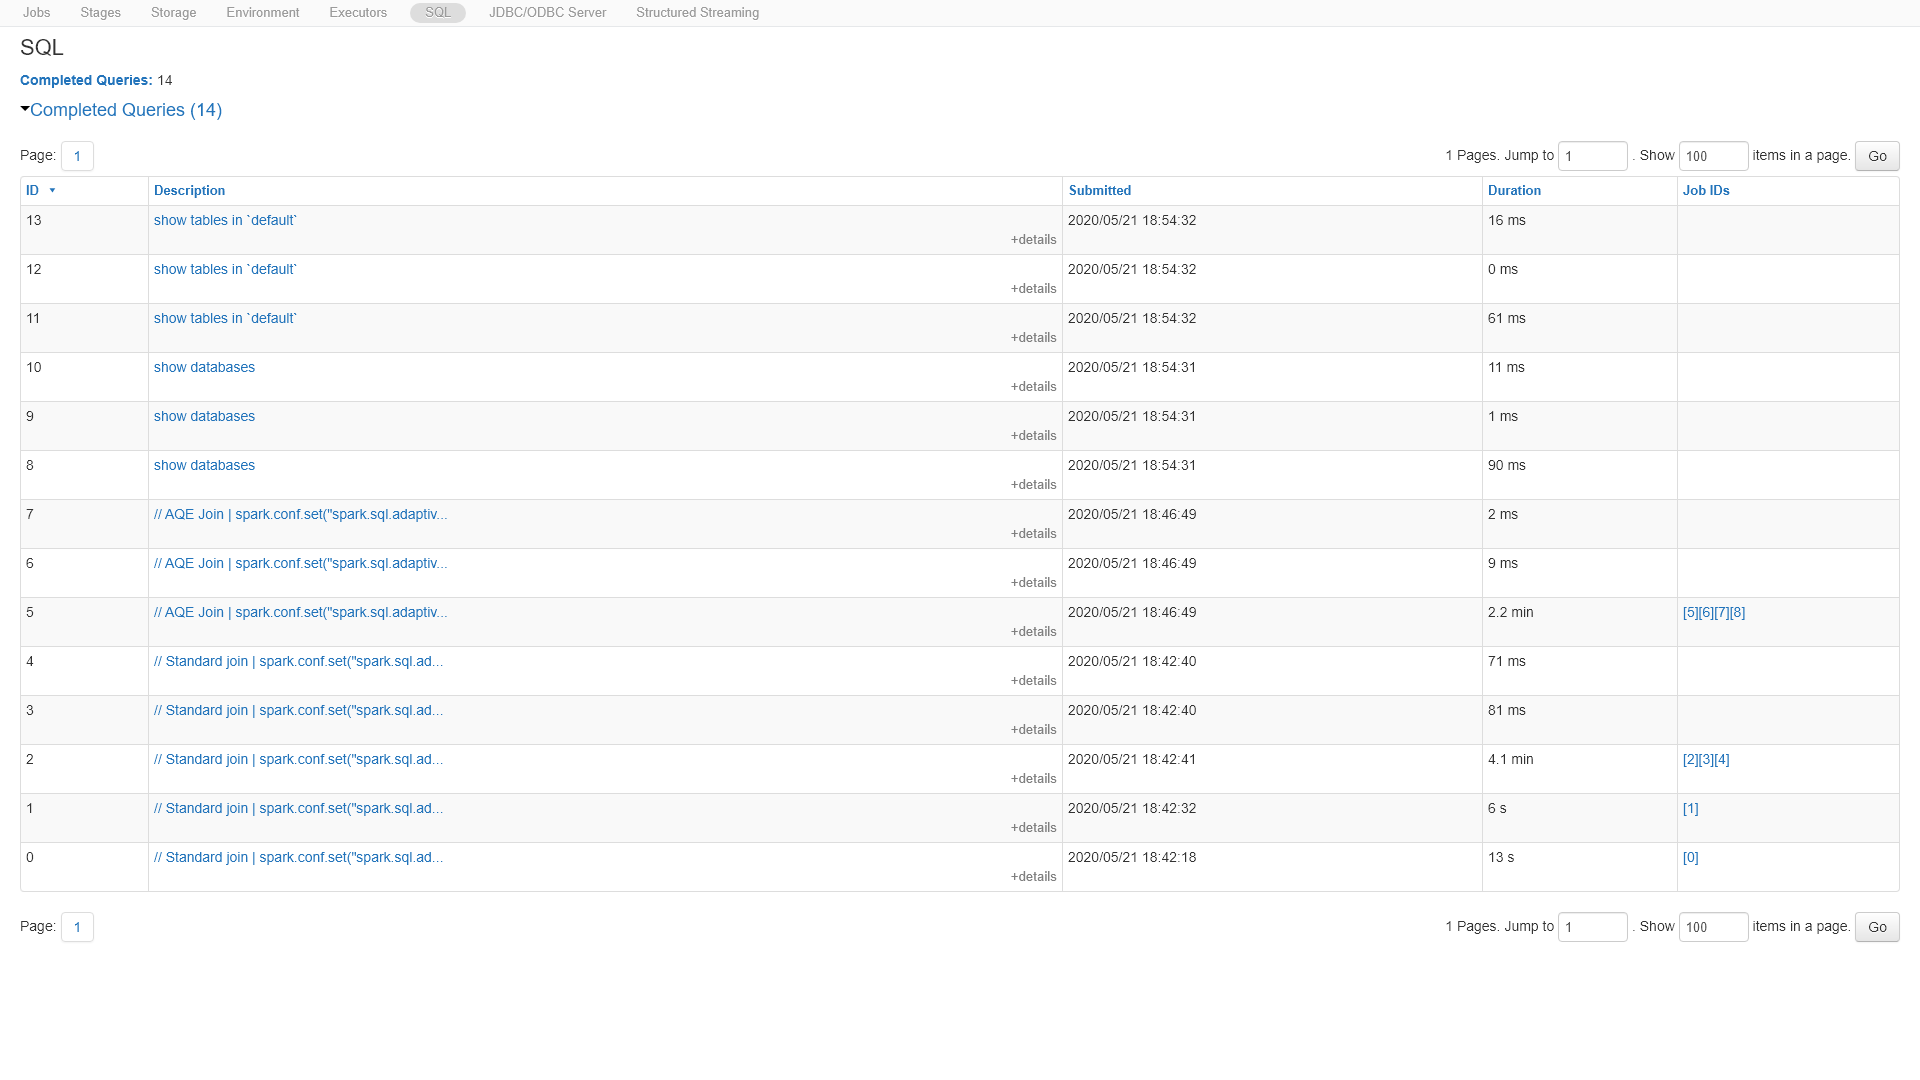 Jobs Stages Storage Environment Executors SQL JDBC/ODBC Server Structured Streaming
SQL
Completed Queries: 14
Completed Queries (14)
Page: 1 1 Pages. Jump to 1 . Show 100 items in a page. Go
ID Description Submitted Duration Job IDs
13 show tables in `default` 2020/05/21 18:54:32 16 ms
+details
12 show tables in `default` 2020/05/21 18:54:32 0 ms
+details
11 show tables in `default` 2020/05/21 18:54:32 61 ms
+details
10 show databases 2020/05/21 18:54:31 11 ms
+details
9 show databases 2020/05/21 18:54:31 1 ms
+details
8 show databases 2020/05/21 18:54:31 90 ms
+details
7 // AQE Join | spark.conf.set("spark.sql.adaptiv... 2020/05/21 18:46:49 2 ms
+details
6 // AQE Join | spark.conf.set("spark.sql.adaptiv... 2020/05/21 18:46:49 9 ms
+details
5 // AQE Join | spark.conf.set("spark.sql.adaptiv... 2020/05/21 18:46:49 2.2 min [5][6][7][8]
+details
4 // Standard join | spark.conf.set("spark.sql.ad... 2020/05/21 18:42:40 71 ms
+details
3 // Standard join | spark.conf.set("spark.sql.ad... 2020/05/21 18:42:40 81 ms
+details
2 // Standard join | spark.conf.set("spark.sql.ad... 2020/05/21 18:42:41 4.1 min [2][3][4]
+details
1 // Standard join | spark.conf.set("spark.sql.ad... 2020/05/21 18:42:32 6 s [1]
+details
0 // Standard join | spark.conf.set("spark.sql.ad... 2020/05/21 18:42:18 13 s [0]
+details
Page: 1 1 Pages. Jump to 1 . Show 100 items in a page. Go